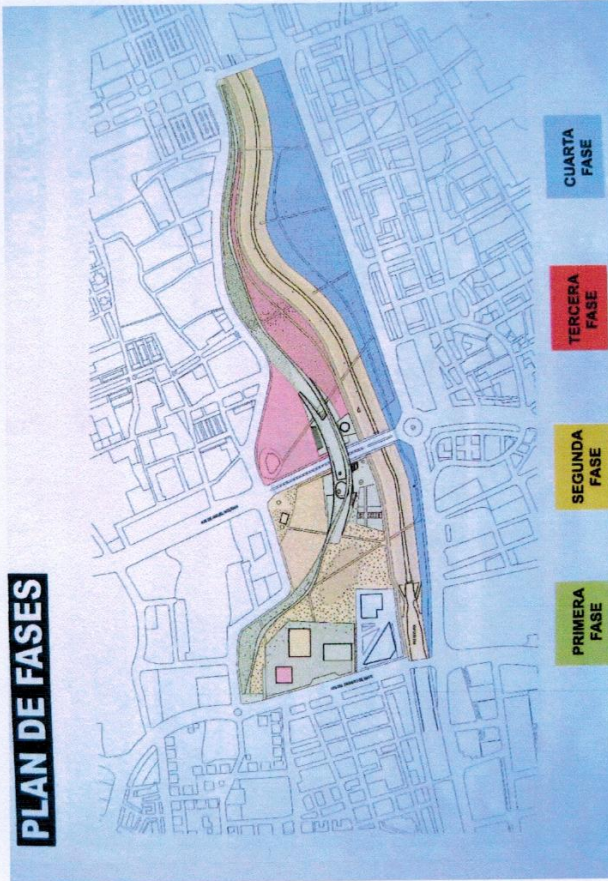 PLAN DE FASES
PRIMERA
FASE
SEGUNDA
FASE
TERCERA
FASE
CUARTA
FASE